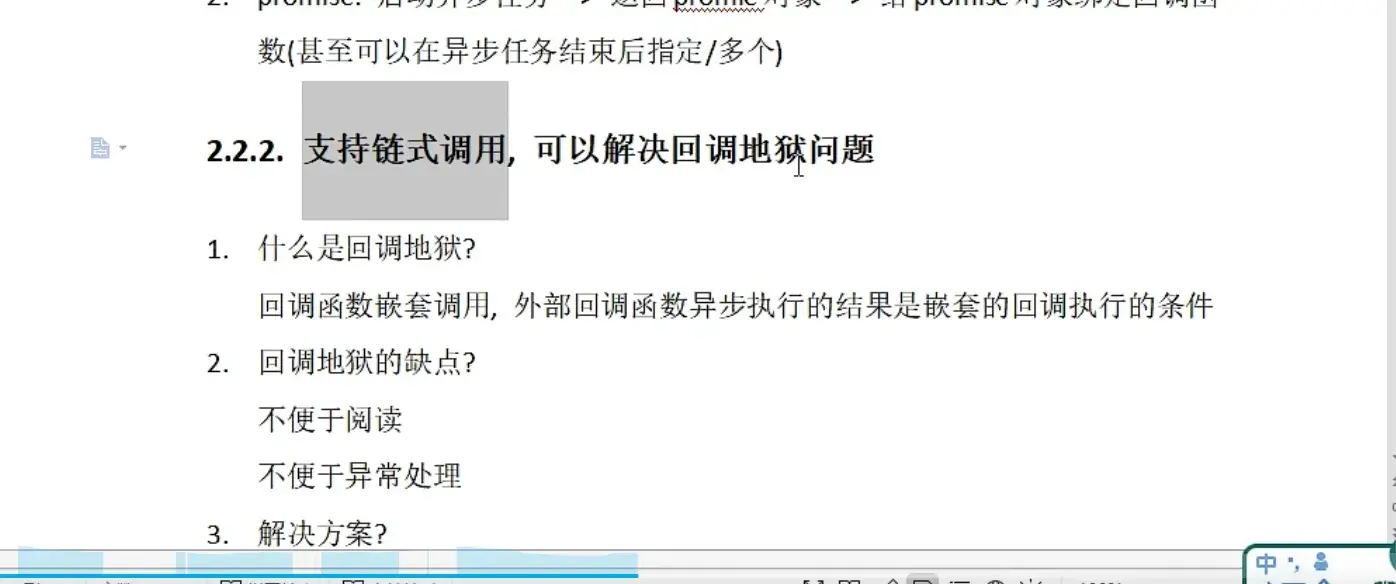 2. promise: 启动异步任务 => 返回promie对象 => 给promise对象绑定回调函
数(甚至可以在异步任务结束后指定/多个)
2.2.2. 支持链式调用, 可以解决回调地狱问题
1. 什么是回调地狱?
回调函数嵌套调用, 外部回调函数异步执行的结果是嵌套的回调执行的条件
2. 回调地狱的缺点?
不便于阅读
不便于异常处理
3. 解决方案?
中